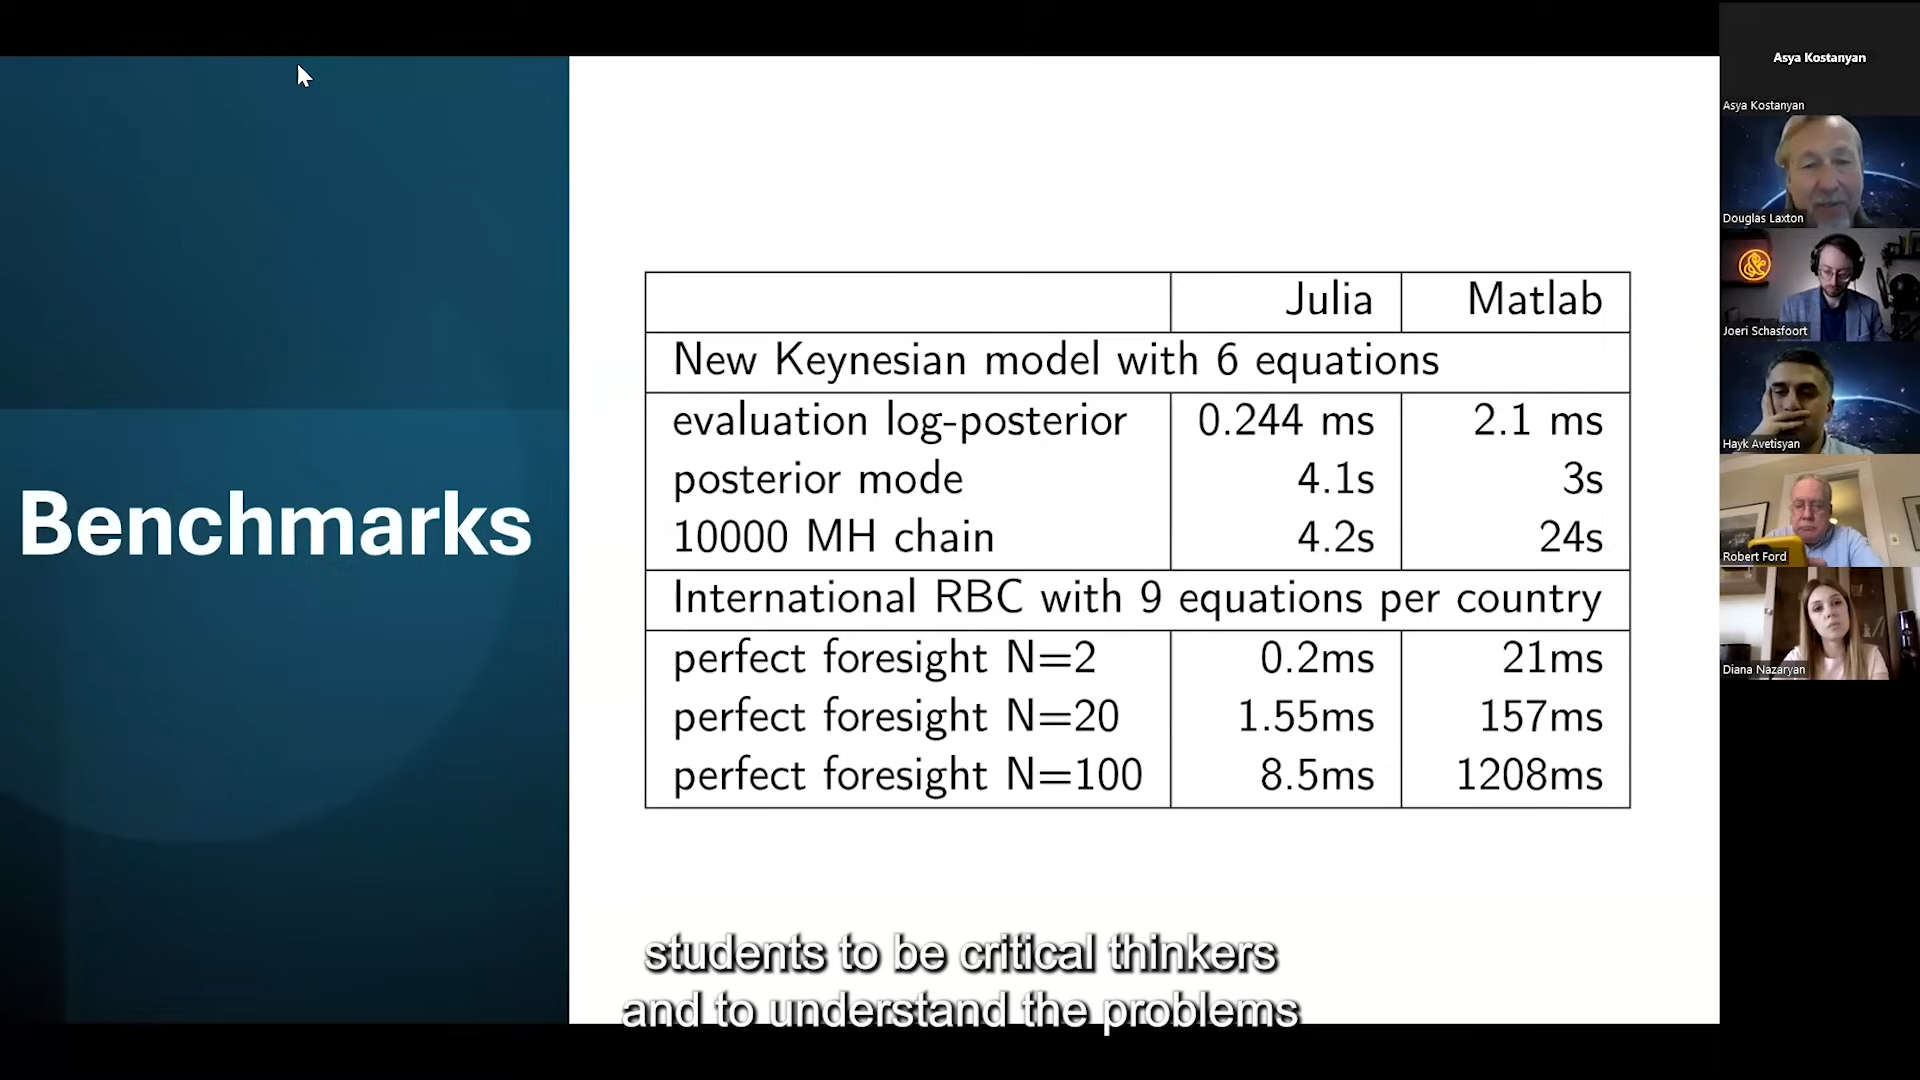 Benchmarks
Julia Matlab
New Keynesian model with 6 equations
evaluation log-posterior 0.244 ms 2.1 ms
posterior mode 4.1s 3s
10000 MH chain 4.2s 24s
International RBC with 9 equations per country
perfect foresight N=2 0.2ms 21ms
perfect foresight N=20 1.55ms 157ms
perfect foresight N=100 8.5ms 1208ms
students to be critical thinkers
and to understand the problems
Asya Kostanyan
Asya Kostanyan
Douglas Laxton
Joeri Schasfoort
Hayk Avetisyan
Robert Ford
Diana Nazaryan